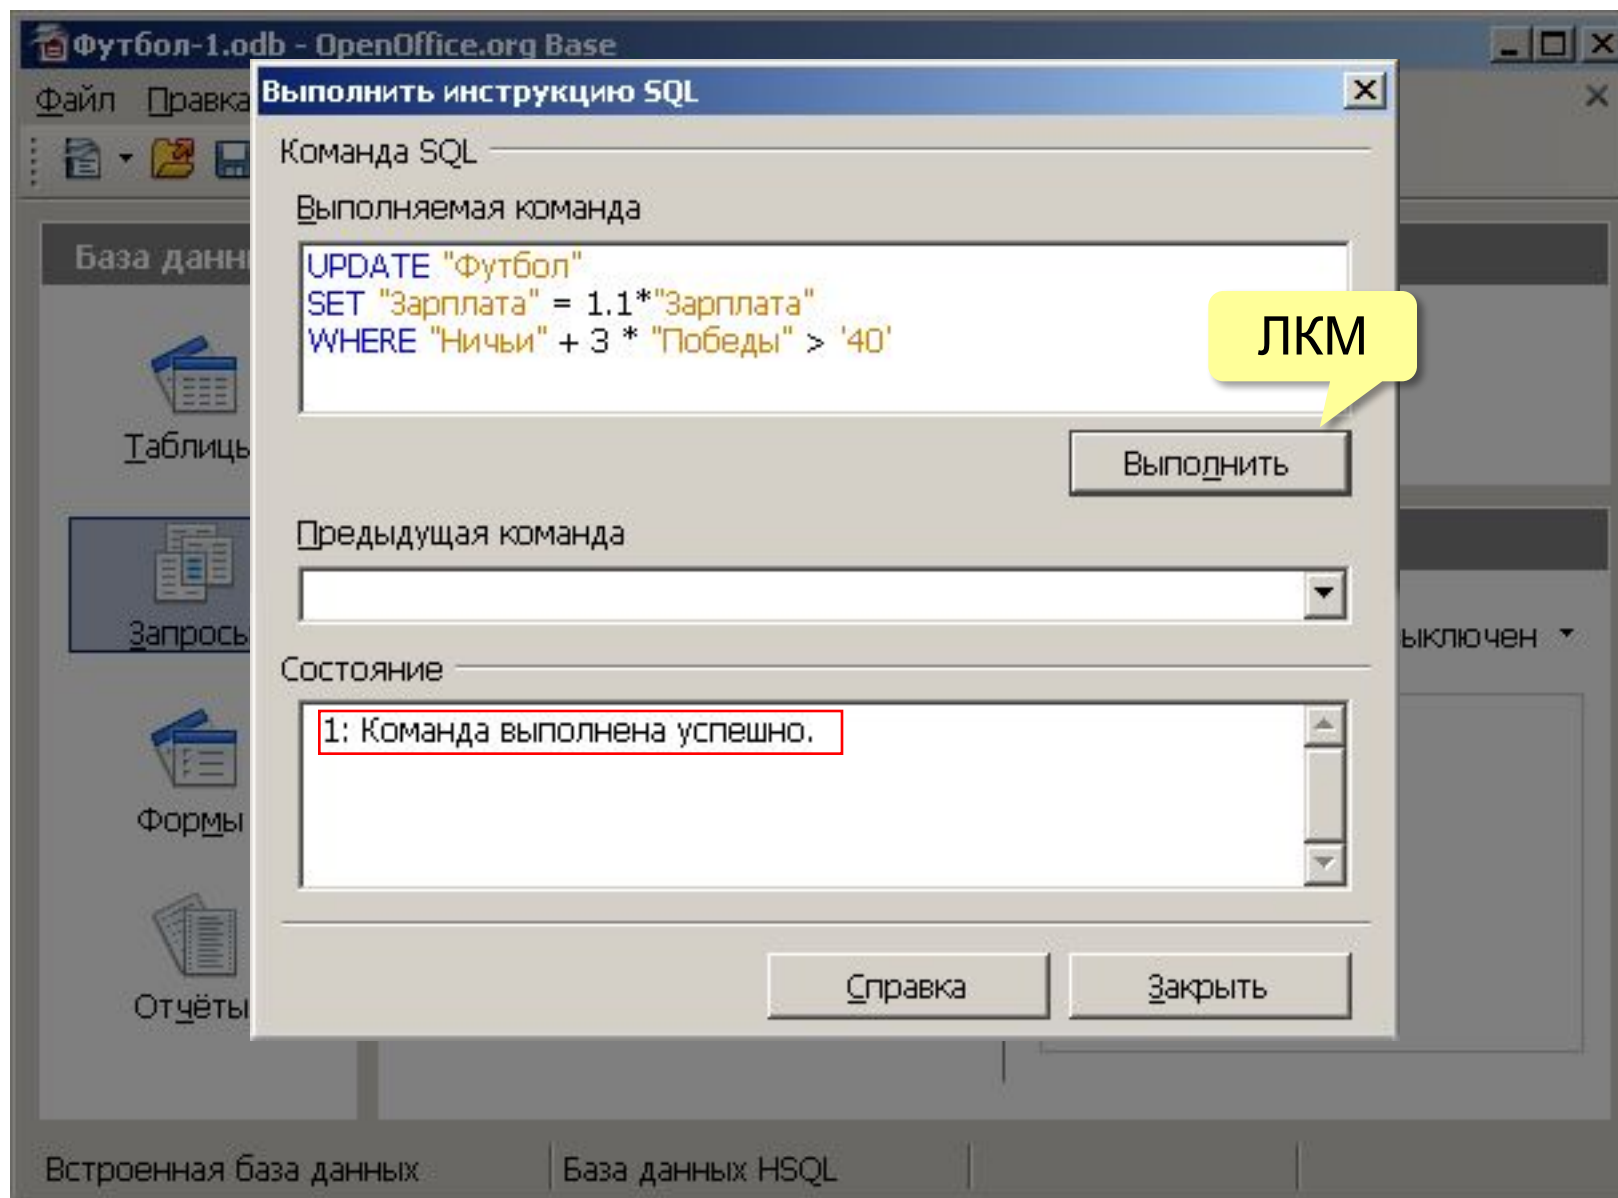 Футбол-1.odb - OpenOffice.org Base
Файл Правка
Выполнить инструкцию SQL
Команда SQL
Выполняемая команда
База данн
UPDATE "Футбол"
SET "Зарплата" = 1.1*"Зарплата"
WHERE "Ничьи" + 3 * "Победы" > '40'
ЛКМ
Таблицы
Выполнить
Предыдущая команда
Запросы
ыключен
Состояние
1: Команда выполнена успешно.
Формы
Отчёты
Справка
Закрыть
Встроенная база данных
База данных HSQL